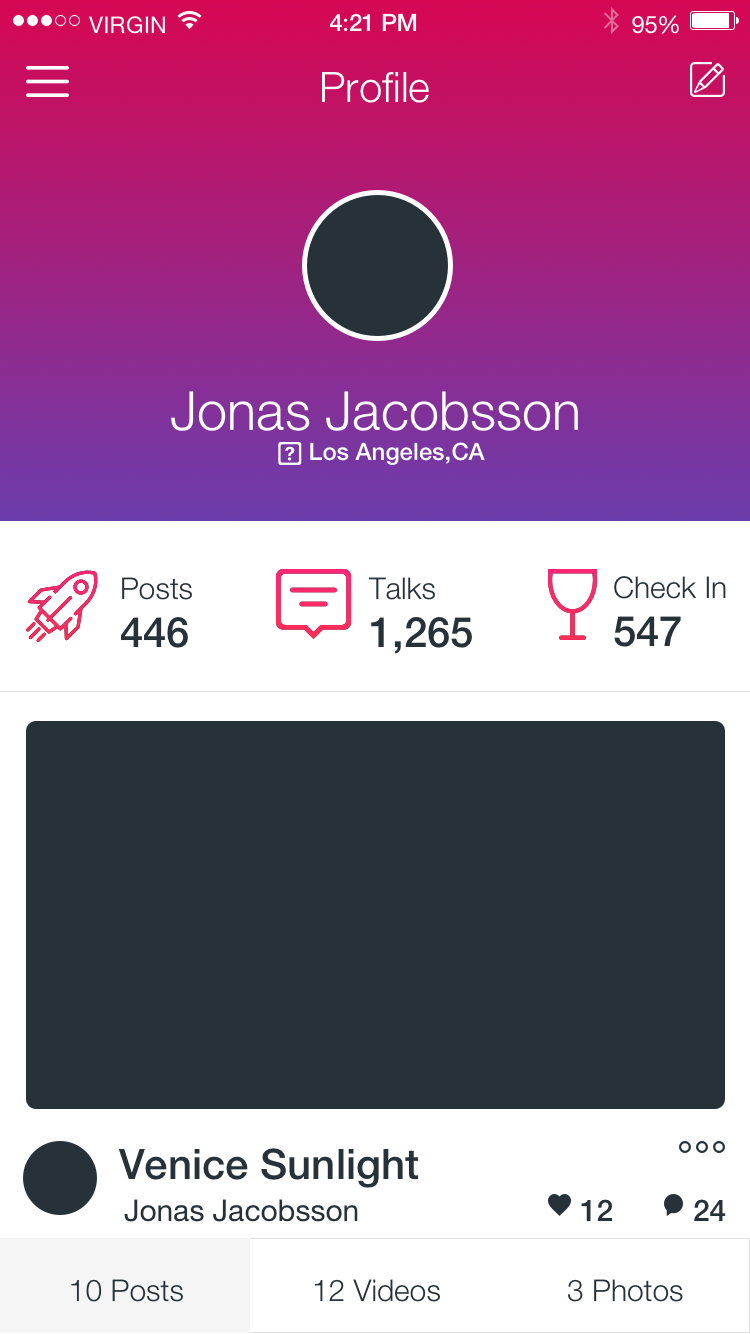 VIRGIN 4:21 PM 95%
Profile
Jonas Jacobsson
? Los Angeles,CA
Posts
446
Talks
1,265
Check In
547
Venice Sunlight
Jonas Jacobsson
12 24
10 Posts 12 Videos 3 Photos